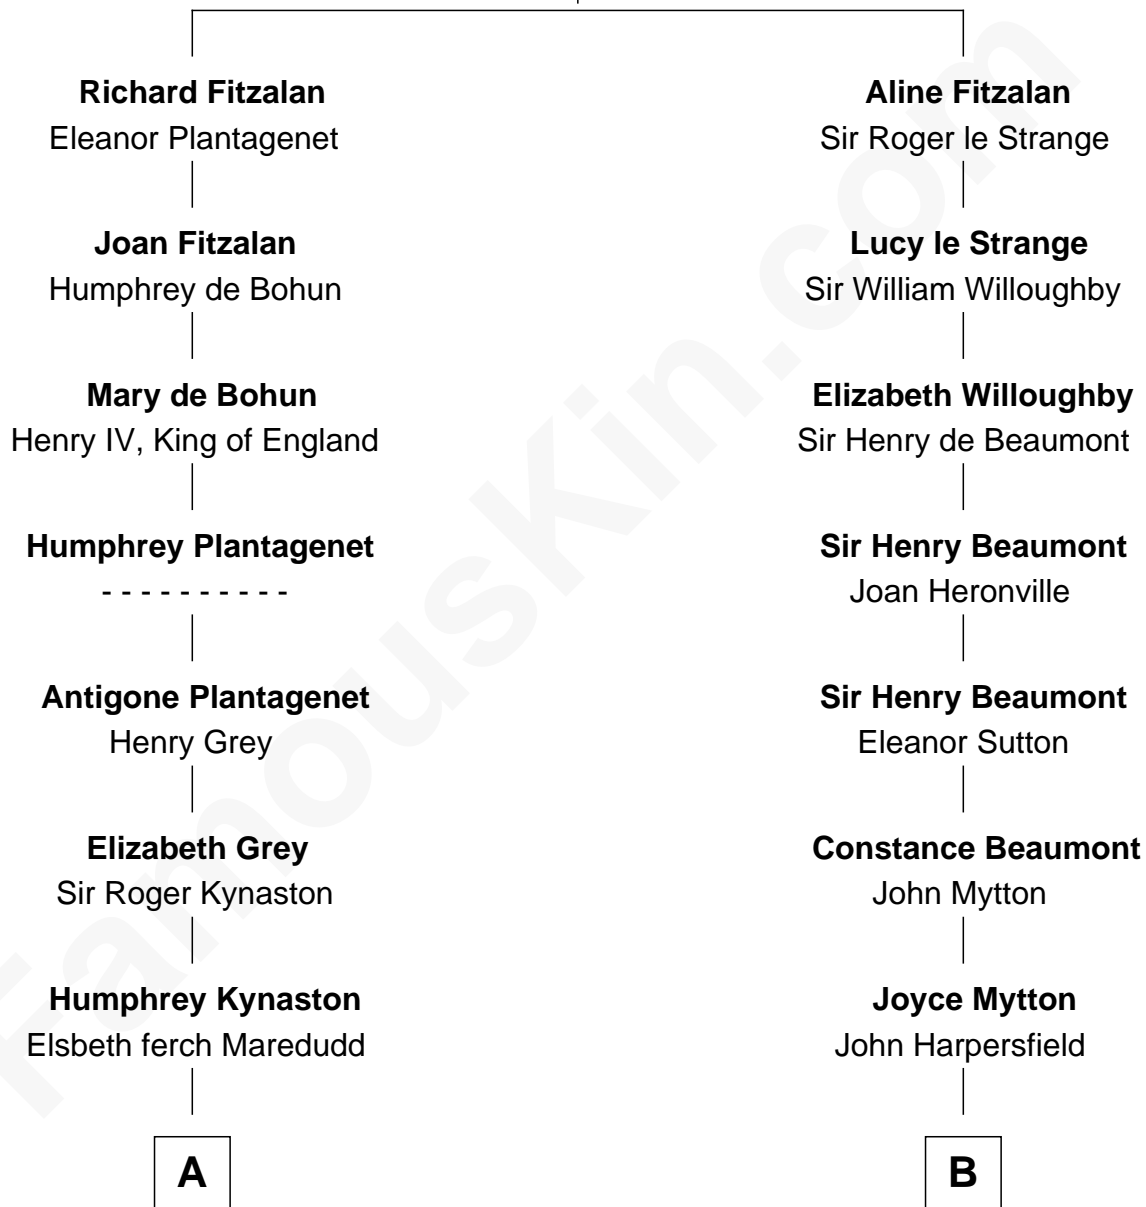 Richard Fitzalan
Eleanor Plantagenet
Joan Fitzalan
Humphrey de Bohun
Mary de Bohun
Henry IV, King of England
Humphrey Plantagenet
- - - - - - - - - -
Antigone Plantagenet
Henry Grey
Elizabeth Grey
Sir Roger Kynaston
Humphrey Kynaston
Elsbeth ferch Maredudd
A
Aline Fitzalan
Sir Roger le Strange
Lucy le Strange
Sir William Willoughby
Elizabeth Willoughby
Sir Henry de Beaumont
Sir Henry Beaumont
Joan Heronville
Sir Henry Beaumont
Eleanor Sutton
Constance Beaumont
John Mytton
Joyce Mytton
John Harpersfield
B
FamousKin.com